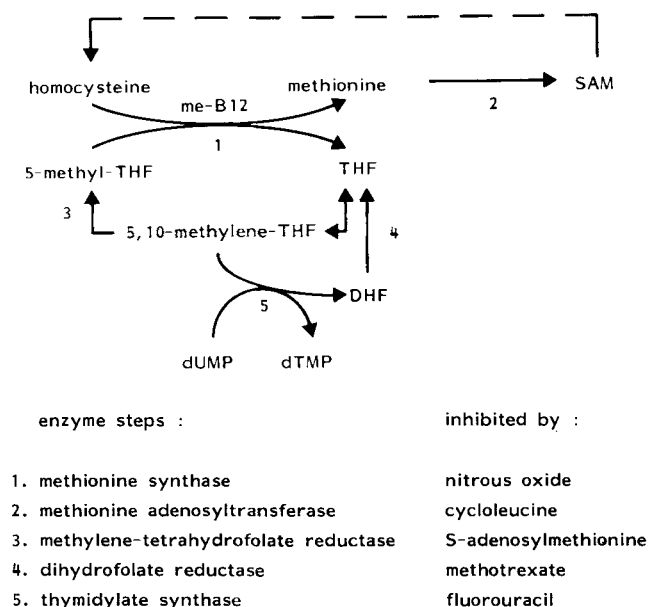 homocysteine methionine SAM
me-B12 2
1
5-methyl-THF THF
3 5,10-methylene-THF 4
5 DHF
dUMP dTMP
enzyme steps : inhibited by :
1. methionine synthase nitrous oxide
2. methionine adenosyltransferase cycloleucine
3. methylene-tetrahydrofolate reductase S-adenosylmethionine
4. dihydrofolate reductase methotrexate
5. thymidylate synthase fluorouracil